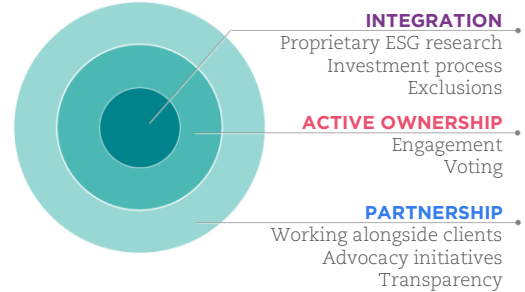 INTEGRATION
Proprietary ESG research
Investment process
Exclusions
ACTIVE OWNERSHIP
Engagement
Voting
PARTNERSHIP
Working alongside clients
Advocacy initiatives
Transparency